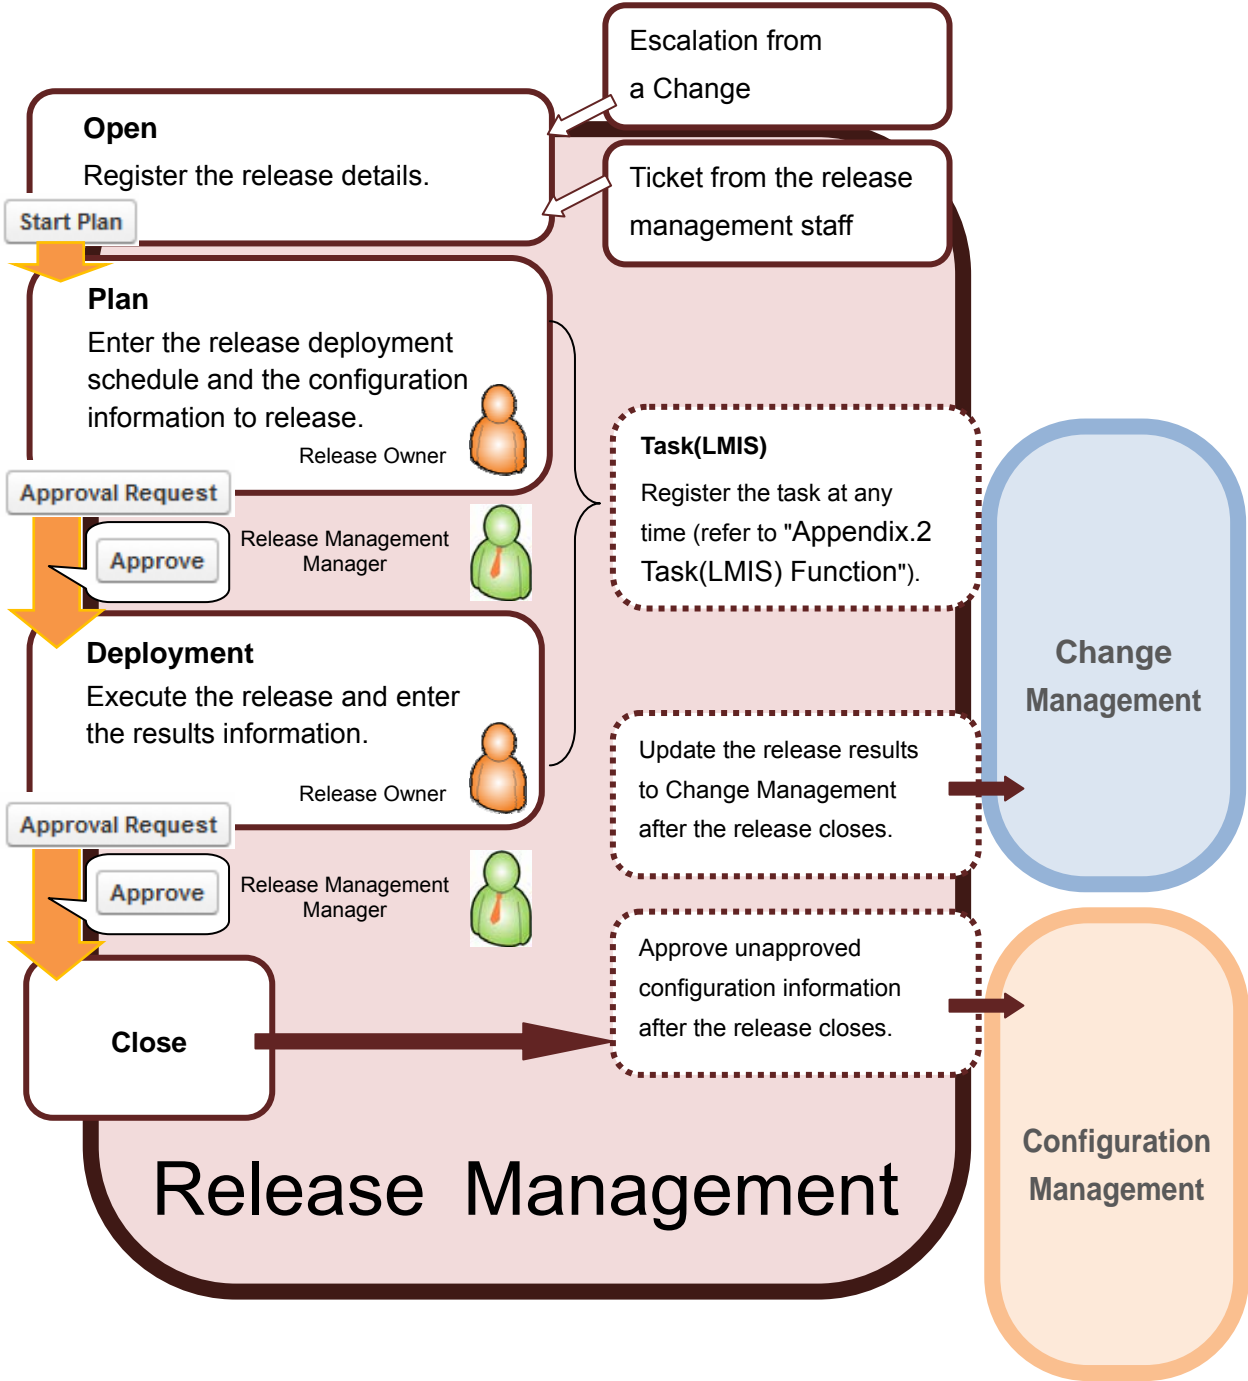 Escalation from
a Change
Open
Register the release details.
Ticket from the release
management staff
Start Plan
Plan
Enter the release deployment
schedule and the configuration
information to release.
Release Owner
Approval Request
Approve
Release Management
Manager
Task(LMIS)
Register the task at any
time (refer to "Appendix.2
Task(LMIS) Function").
Deployment
Execute the release and enter
the results information.
Release Owner
Approval Request
Approve
Release Management
Manager
Update the release results
to Change Management
after the release closes.
Change
Management
Approve unapproved
configuration information
after the release closes.
Close
Configuration
Management
Release Management